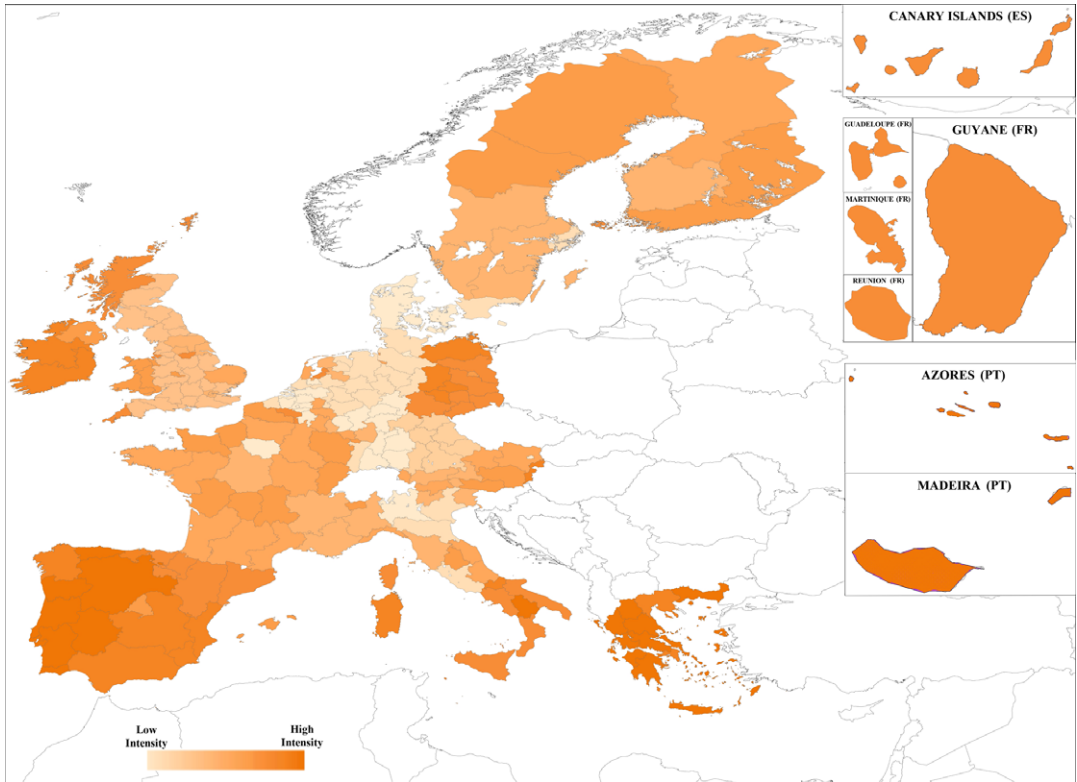 CANARY ISLANDS (ES)
GUADELOUPE (FR)
GUYANE (FR)
MARTINIQUE (FR)
REUNION (FR)
AZORES (PT)
MADEIRA (PT)
Low
Intensity
High
Intensity